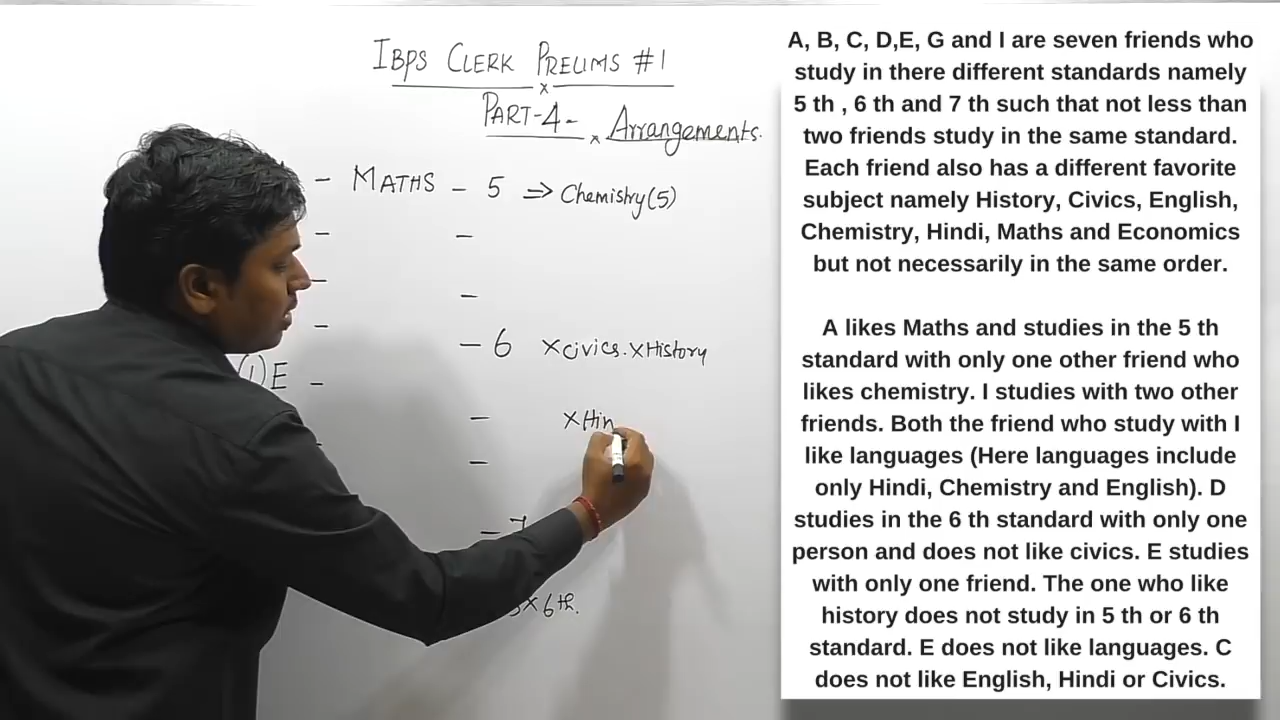 IBPS CLERK PRELIMS #1
x
PART-4-
x Arrangements.
- MATHS - 5 => Chemistry(5)
- -
- -
- - 6 xCivics. xHistory
(1)E -
- xHin
-
- 7
x 6th.
A, B, C, D,E, G and I are seven friends who
study in there different standards namely
5 th , 6 th and 7 th such that not less than
two friends study in the same standard.
Each friend also has a different favorite
subject namely History, Civics, English,
Chemistry, Hindi, Maths and Economics
but not necessarily in the same order.
A likes Maths and studies in the 5 th
standard with only one other friend who
likes chemistry. I studies with two other
friends. Both the friend who study with I
like languages (Here languages include
only Hindi, Chemistry and English). D
studies in the 6 th standard with only one
person and does not like civics. E studies
with only one friend. The one who like
history does not study in 5 th or 6 th
standard. E does not like languages. C
does not like English, Hindi or Civics.